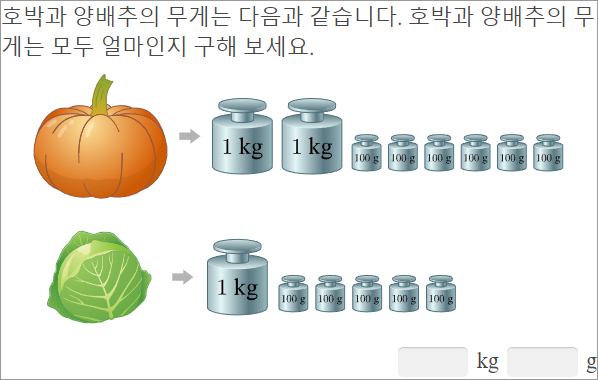 호박과 양배추의 무게는 다음과 같습니다. 호박과 양배추의 무
게는 모두 얼마인지 구해 보세요.
1 kg 1 kg 100 g 100 g 100 g 100 g 100 g 100 g
1 kg 100 g 100 g 100 g 100 g 100 g
kg g